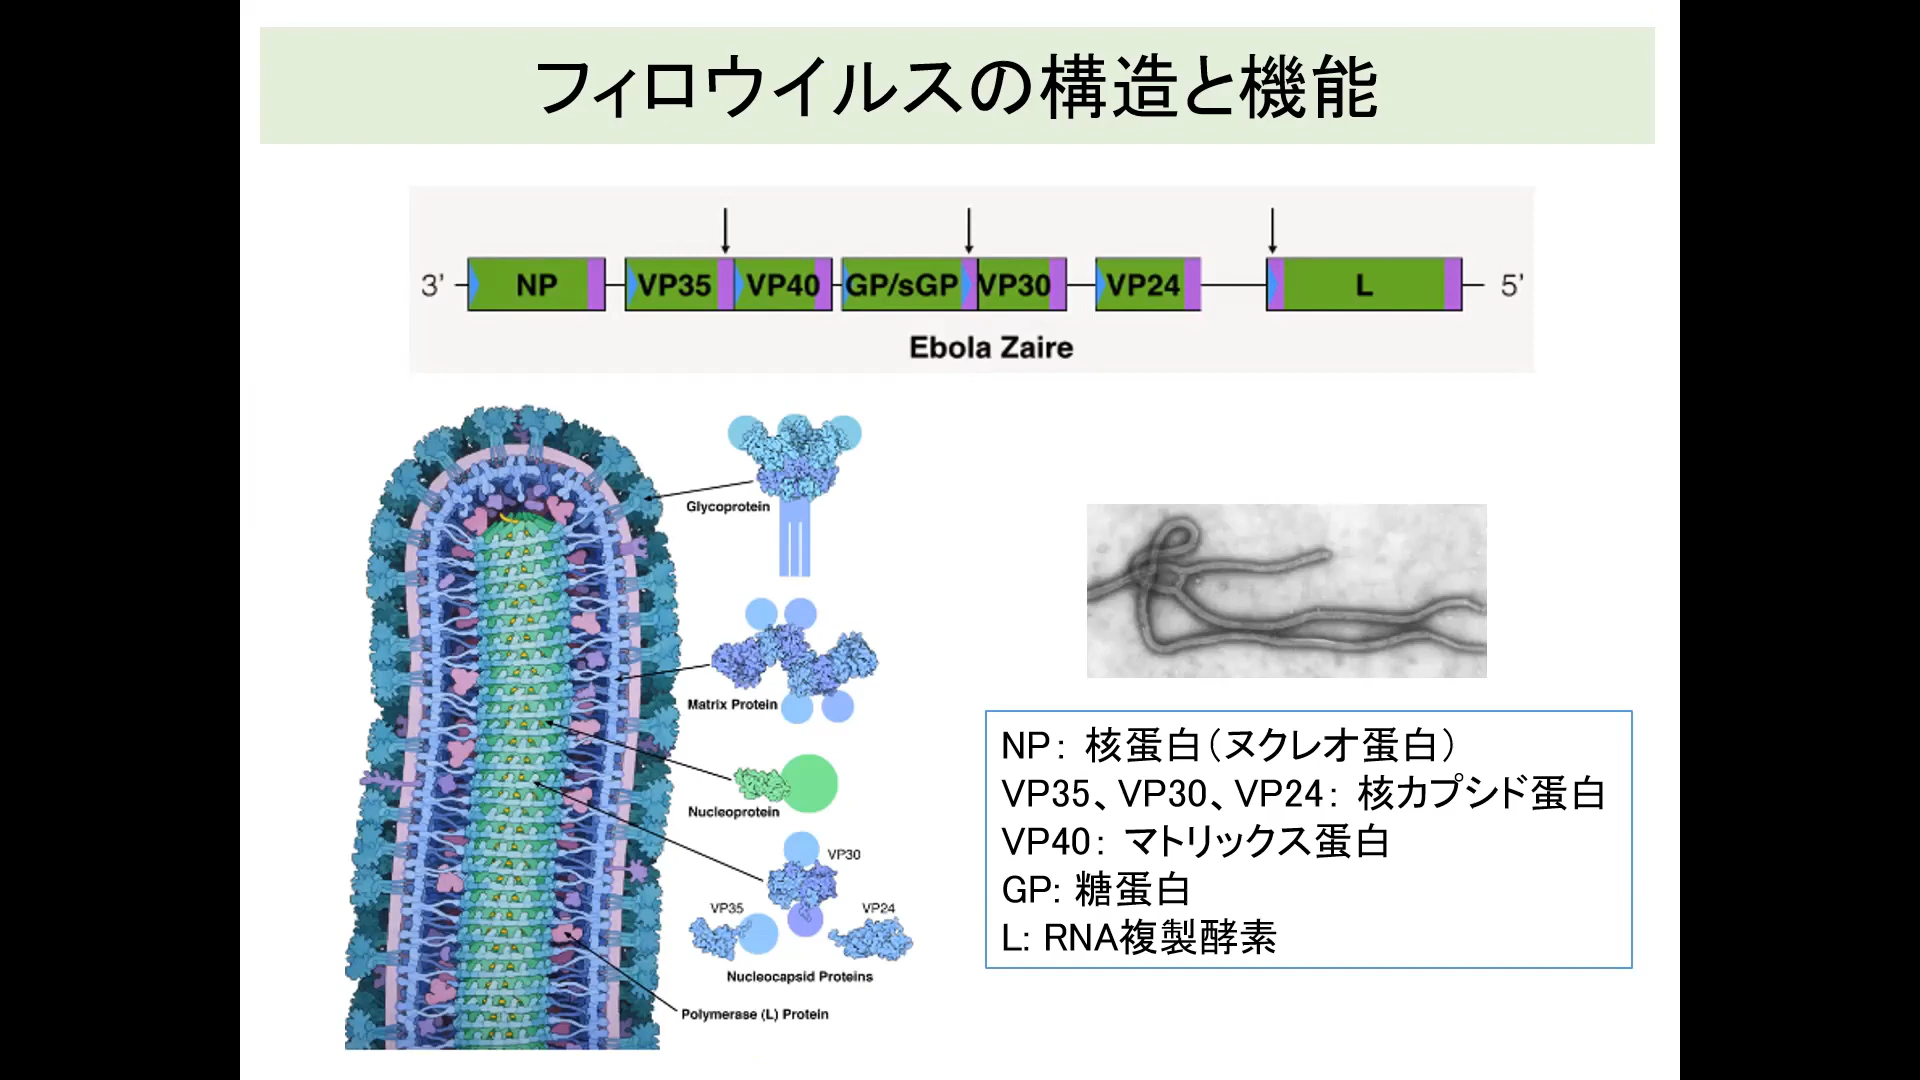 フィロウイルスの構造と機能
3’ NP VP35 VP40 GP/sGP VP30 VP24 L 5’
Ebola Zaire
Glycoprotein
Matrix Protein
Nucleoprotein
VP30
VP35 VP24
Nucleocapsid Proteins
Polymerase (L) Protein
NP： 核蛋白（ヌクレオ蛋白）
VP35、VP30、VP24： 核カプシド蛋白
VP40： マトリックス蛋白
GP: 糖蛋白
L: RNA複製酵素